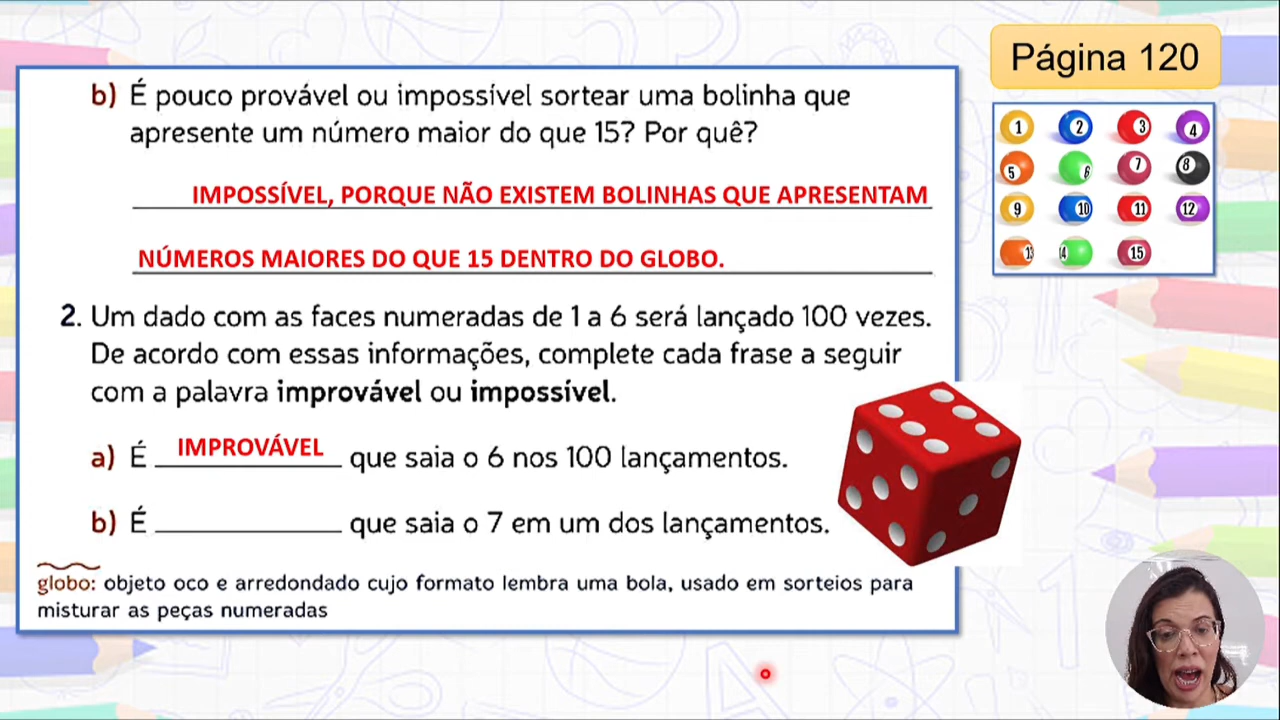 Página 120
b) É pouco provável ou impossível sortear uma bolinha que
apresente um número maior do que 15? Por quê?
IMPOSSÍVEL, PORQUE NÃO EXISTEM BOLINHAS QUE APRESENTAM
NÚMEROS MAIORES DO QUE 15 DENTRO DO GLOBO.
2. Um dado com as faces numeradas de 1 a 6 será lançado 100 vezes.
De acordo com essas informações, complete cada frase a seguir
com a palavra improvável ou impossível.
a) É IMPROVÁVEL que saia o 6 nos 100 lançamentos.
b) É ____________ que saia o 7 em um dos lançamentos.
globo: objeto oco e arredondado cujo formato lembra uma bola, usado em sorteios para
misturar as peças numeradas
1 2 3 4
5 6 7 8
9 10 11 12
13 14 15